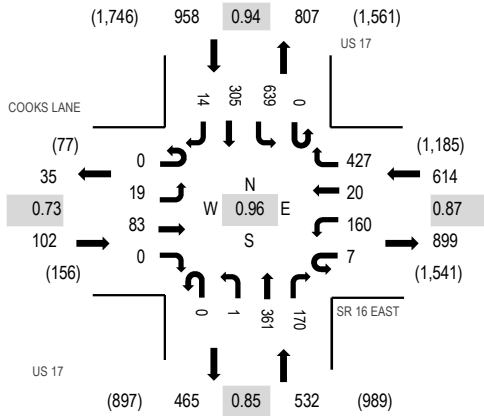 (1,746) 958 0.94 807 (1,561)
US 17
14 305 639 0
COOKS LANE
(77) (1,185)
0 427
35 614
19 N 20
0.73 W 0.96 E 0.87
83 S 160
102 899
0 7
(156) (1,541)
0 1 361 170
SR 16 EAST
US 17
(897) 465 0.85 532 (989)